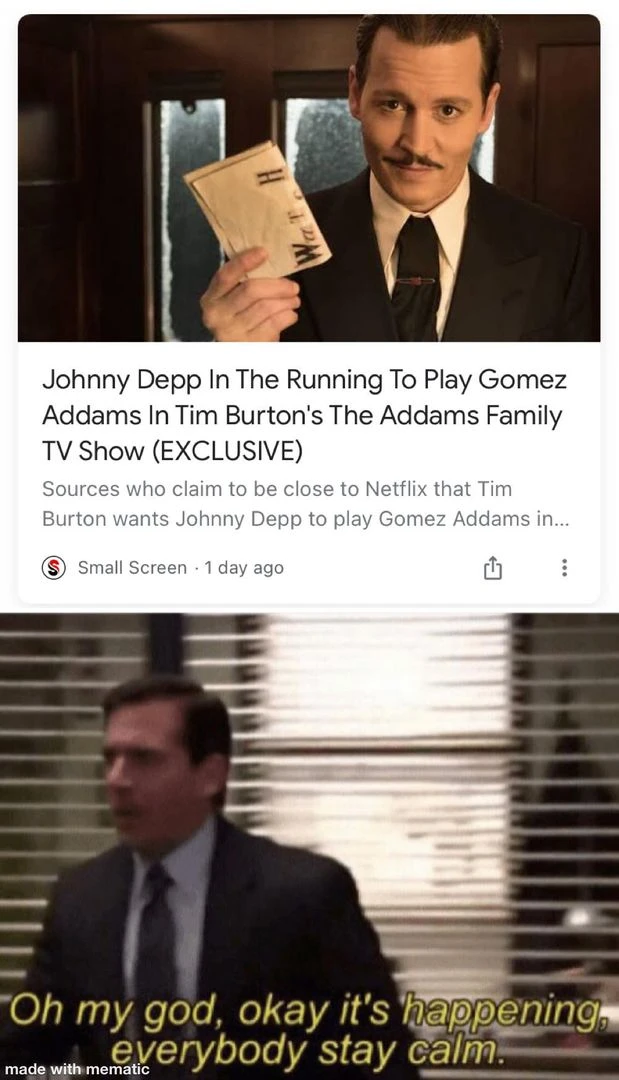 H
Wat
Johnny Depp In The Running To Play Gomez
Addams In Tim Burton's The Addams Family
TV Show (EXCLUSIVE)
Sources who claim to be close to Netflix that Tim
Burton wants Johnny Depp to play Gomez Addams in...
S
Small Screen · 1 day ago
Oh my god, okay it's happening,
everybody stay calm.
made with mematic